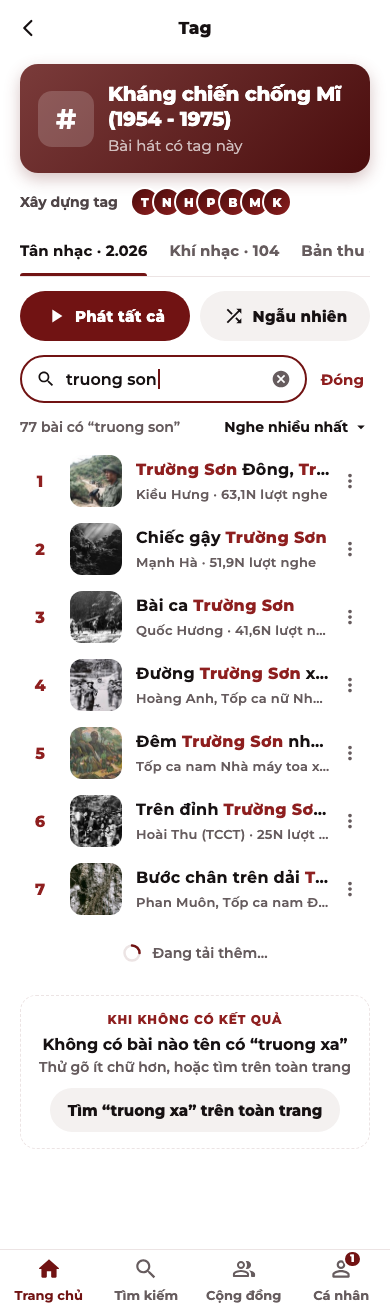 Tag
#
Kháng chiến chống Mĩ
(1954 - 1975)
Bài hát có tag này
Xây dựng tag
T N H P B M K
Tân nhạc · 2.026 Khí nhạc · 104 Bản thu
Phát tất cả Ngẫu nhiên
truong son Đóng
77 bài có “truong son” Nghe nhiều nhất
1 Trường Sơn Đông, Tr...
Kiều Hưng · 63,1N lượt nghe
2 Chiếc gậy Trường Sơn
Mạnh Hà · 51,9N lượt nghe
3 Bài ca Trường Sơn
Quốc Hương · 41,6N lượt n...
4 Đường Trường Sơn x...
Hoàng Anh, Tốp ca nữ Nh...
5 Đêm Trường Sơn nh...
Tốp ca nam Nhà máy toa x...
6 Trên đỉnh Trường Sơ...
Hoài Thu (TCCT) · 25N lượt ...
7 Bước chân trên dải T...
Phan Muôn, Tốp ca nam Đ...
Đang tải thêm...
KHI KHÔNG CÓ KẾT QUẢ
Không có bài nào tên có “truong xa”
Thử gõ ít chữ hơn, hoặc tìm trên toàn trang
Tìm “truong xa” trên toàn trang
1
Trang chủ Tìm kiếm Cộng đồng Cá nhân